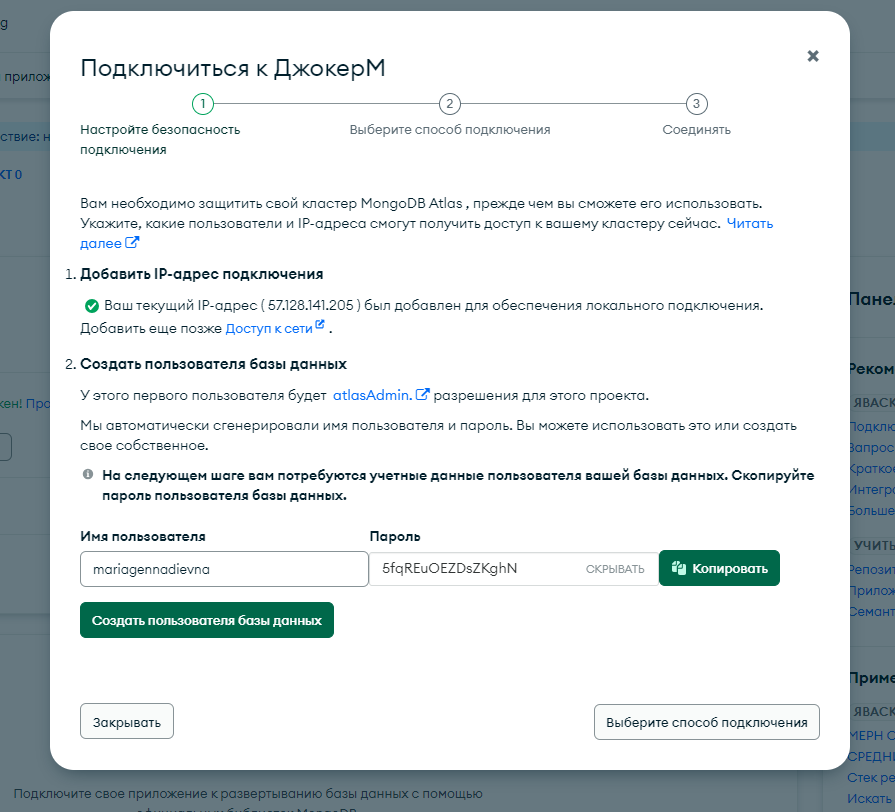 g
Подключиться к ДжокерМ
прилож
1
2
3
Настройте безопасность
подключения
Выберите способ подключения
Соединять
ствие: н
КТ 0
Вам необходимо защитить свой кластер MongoDB Atlas , прежде чем вы сможете его использовать.
Укажите, какие пользователи и IP-адреса смогут получить доступ к вашему кластеру сейчас. Читать
далее
1. Добавить IP-адрес подключения
Ваш текущий IP-адрес ( 57.128.141.205 ) был добавлен для обеспечения локального подключения.
Добавить еще позже Доступ к сети .
2. Создать пользователя базы данных
У этого первого пользователя будет atlasAdmin. разрешения для этого проекта.
Мы автоматически сгенерировали имя пользователя и пароль. Вы можете использовать это или создать
свое собственное.
На следующем шаге вам потребуются учетные данные пользователя вашей базы данных. Скопируйте
пароль пользователя базы данных.
Имя пользователя
Пароль
mariagennadievna
5fqREuOEZDsZKghN
СКРЫВАТЬ
Копировать
Создать пользователя базы данных
Закрывать
Выберите способ подключения
кен! Про
Пане
Реком
ЯВАСК
Подклю
Запрос
Кратко
Интегр
Больше
УЧИТЬ
Репозит
Прилож
Семант
Приме
ЯВАСК
МЕРН С
СРЕДН
Стек ре
Искать
Подключите свое приложение к развертыванию базы данных с помощью
официальным библиотек MongoDB